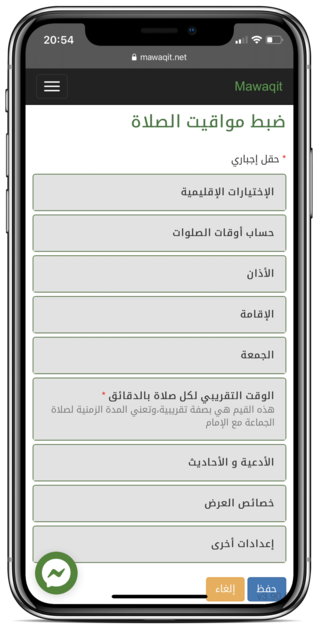 20:54
mawaqit.net
Mawaqit
ضبط مواقيت الصلاة
* حقل إجباري
الإختيارات الإقليمية
حساب أوقات الصلوات
الأذان
الإقامة
الجمعة
الوقت التقريبي لكل صلاة بالدقائق *
هذه القيم هي بصفة تقريبية،وتعني المدة الزمنية لصلاة
الجماعة مع الإمام
الأدعية و الأحاديث
خصائص العرض
إعدادات أخرى
حفظ إلغاء